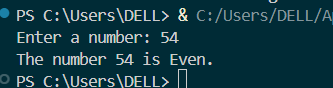 PS C:\Users\DELL> & C:/Users/DELL/A
Enter a number: 54
The number 54 is Even.
PS C:\Users\DELL>